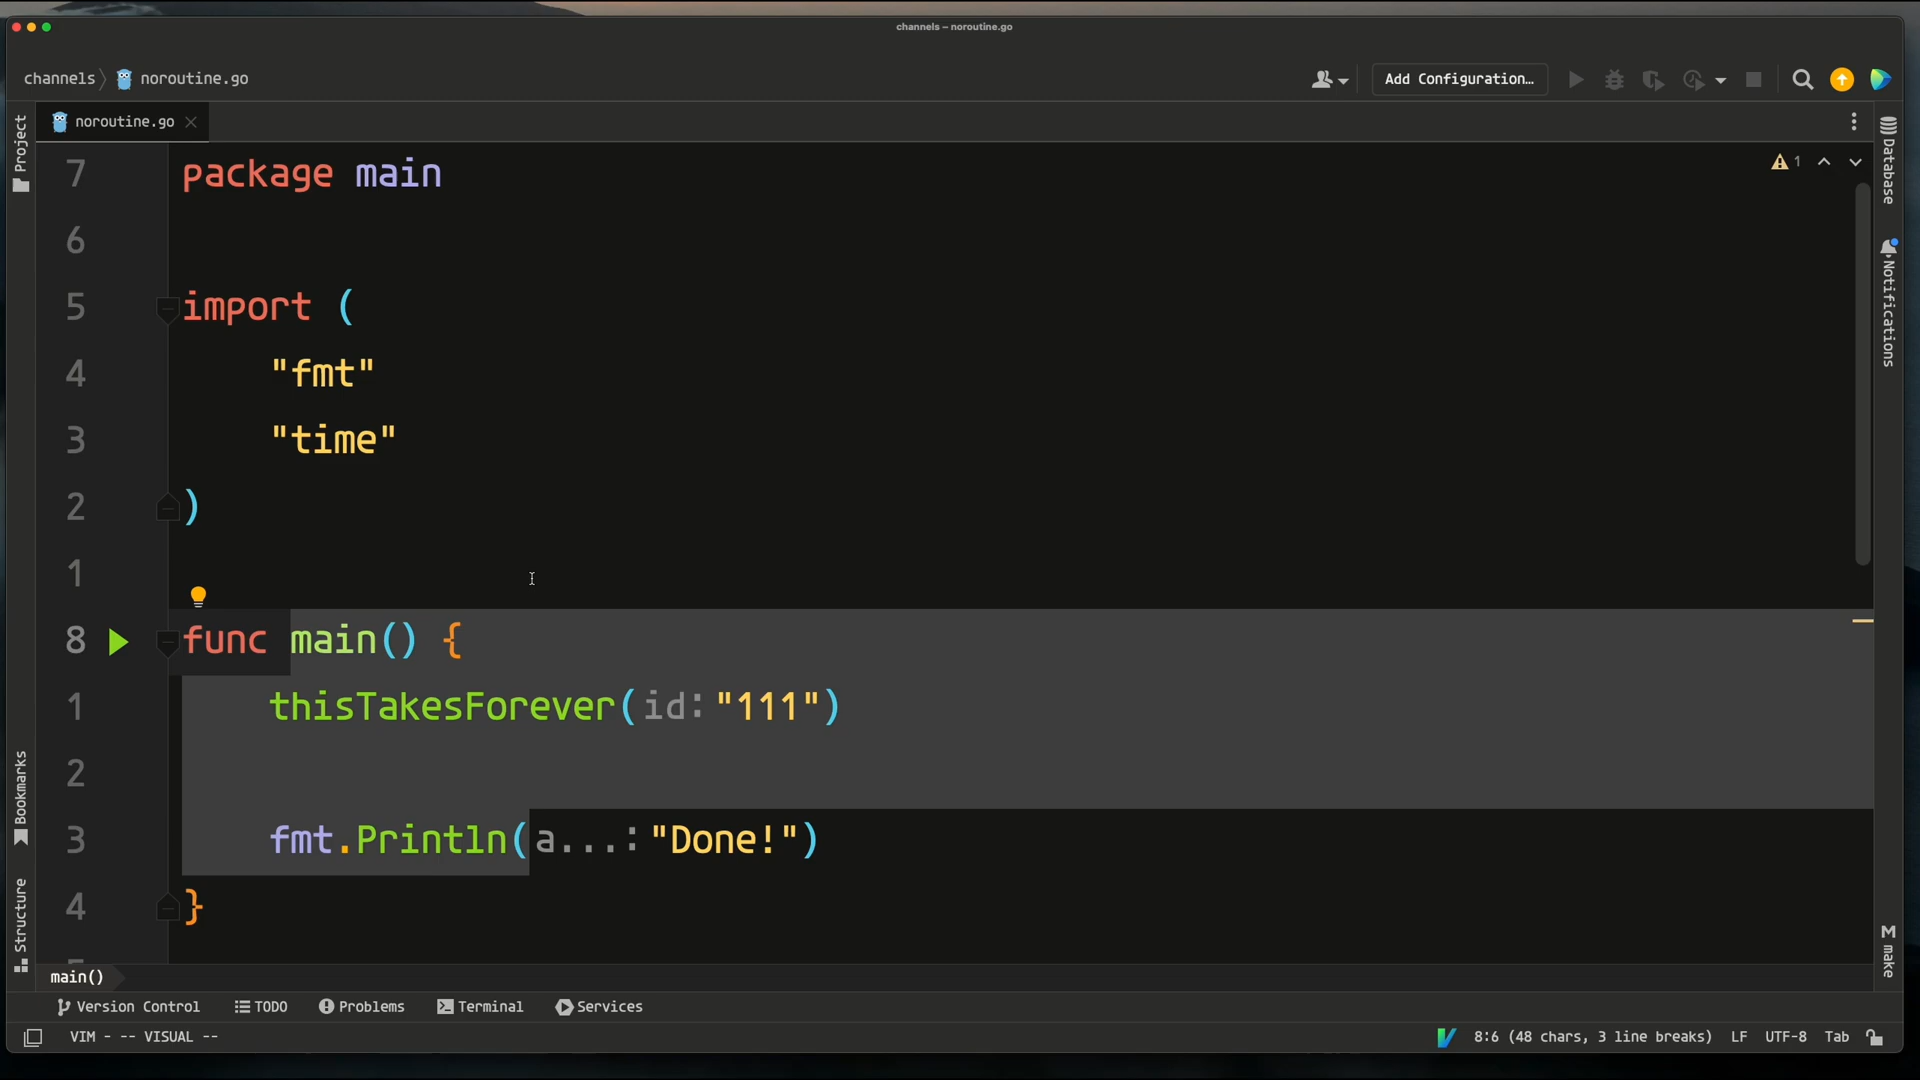 channels – noroutine.go
channels noroutine.go Add Configuration...
noroutine.go
Project
7 package main
1
6
5 import (
4 "fmt"
3 "time"
2 )
1
8 func main() {
1 thisTakesForever(id: "111")
2
3 fmt.Println(a...: "Done!")
4 }
Database
Notifications
Bookmarks
Structure
M make
main()
Version Control TODO Problems Terminal Services
VIM - -- VISUAL -- 8:6 (48 chars, 3 line breaks) LF UTF-8 Tab